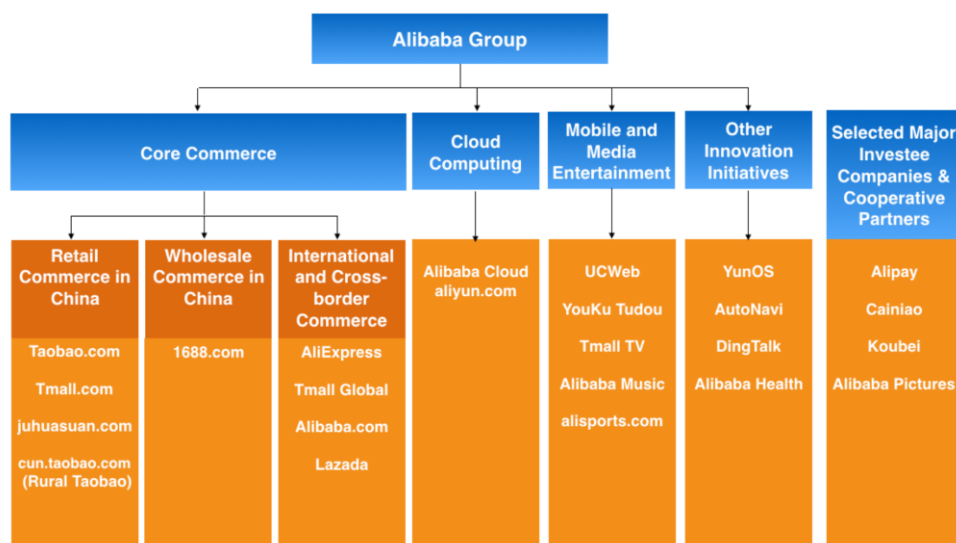 Alibaba Group
Core Commerce
Cloud
Computing
Mobile and
Media
Entertainment
Other
Innovation
Initiatives
Selected Major
Investee
Companies &
Cooperative
Partners
Retail
Commerce in
China
Taobao.com
Tmall.com
juhuasuan.com
cun.taobao.com
(Rural Taobao)
Wholesale
Commerce in
China
1688.com
International
and Cross-
border
Commerce
AliExpress
Tmall Global
Alibaba.com
Lazada
Alibaba Cloud
aliyun.com
UCWeb
YouKu Tudou
Tmall TV
Alibaba Music
alisports.com
YunOS
AutoNavi
DingTalk
Alibaba Health
Alipay
Cainiao
Koubei
Alibaba Pictures